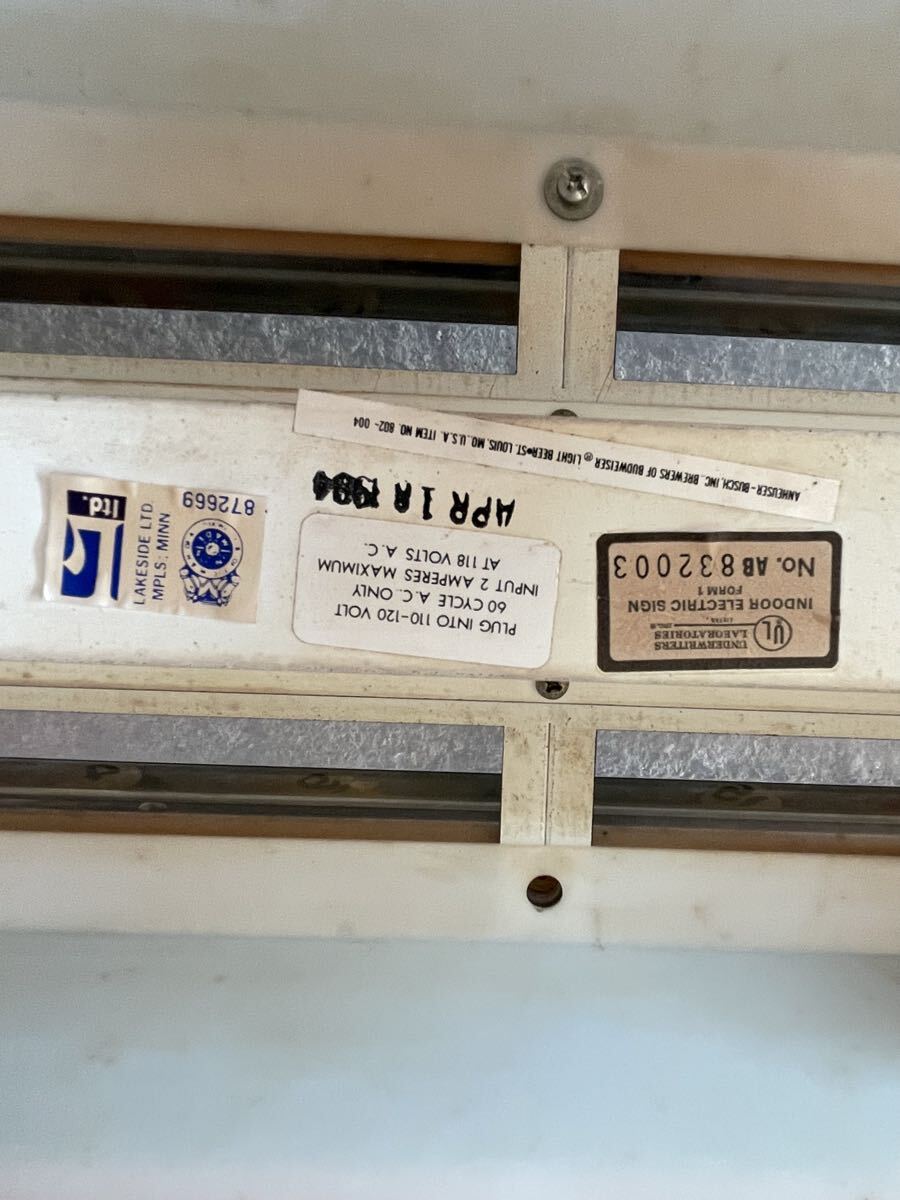 ANHEUSER-BUSCH, INC., BREWERS OF BUDWEISER ® LIGHT BEER•ST. LOUIS, MO. U.S.A. ITEM NO. 802-004
APR 18 1984
UNDERWRITERS
LABORATORIES
UL
INDOOR ELECTRIC SIGN
FORM 1
No. AB 832003
PLUG INTO 110-120 VOLT
60 CYCLE A.C. ONLY
INPUT 2 AMPERES MAXIMUM
AT 118 VOLTS A.C.
ltd.
LAKESIDE LTD.
MPLS; MINN
872669